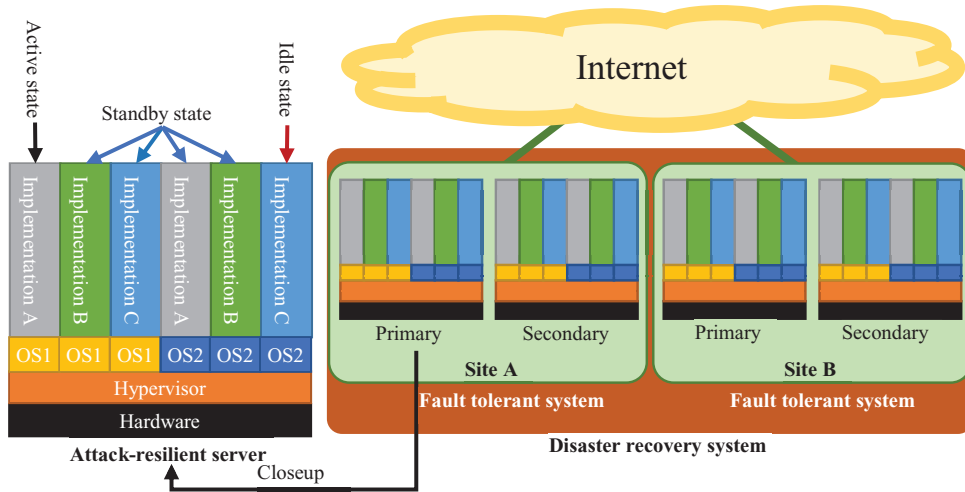 Active state
Idle state
Standby state
Internet
Implementation A
Implementation B
Implementation C
Implementation A
Implementation B
Implementation C
OS1 OS1 OS1 OS2 OS2 OS2
Hypervisor
Hardware
Attack-resilient server
Closeup
Primary Secondary
Site A
Fault tolerant system
Primary Secondary
Site B
Fault tolerant system
Disaster recovery system